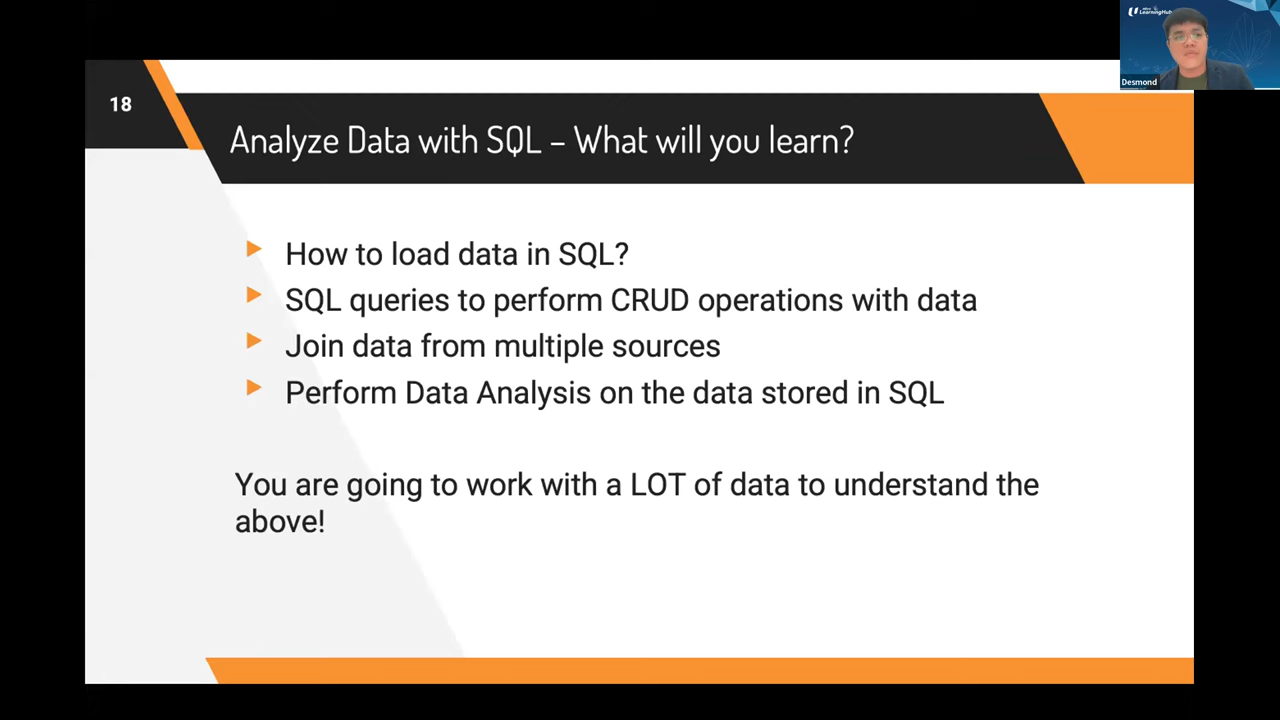 LearningHub
Desmond
18
Analyze Data with SQL – What will you learn?
How to load data in SQL?
SQL queries to perform CRUD operations with data
Join data from multiple sources
Perform Data Analysis on the data stored in SQL
You are going to work with a LOT of data to understand the
above!